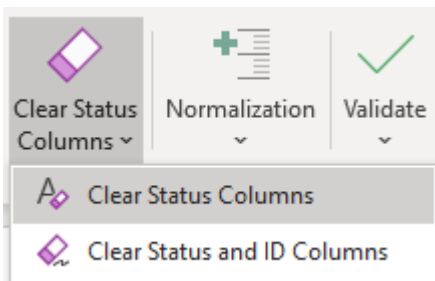 Clear Status Normalization Validate
Columns
Clear Status Columns
Clear Status and ID Columns